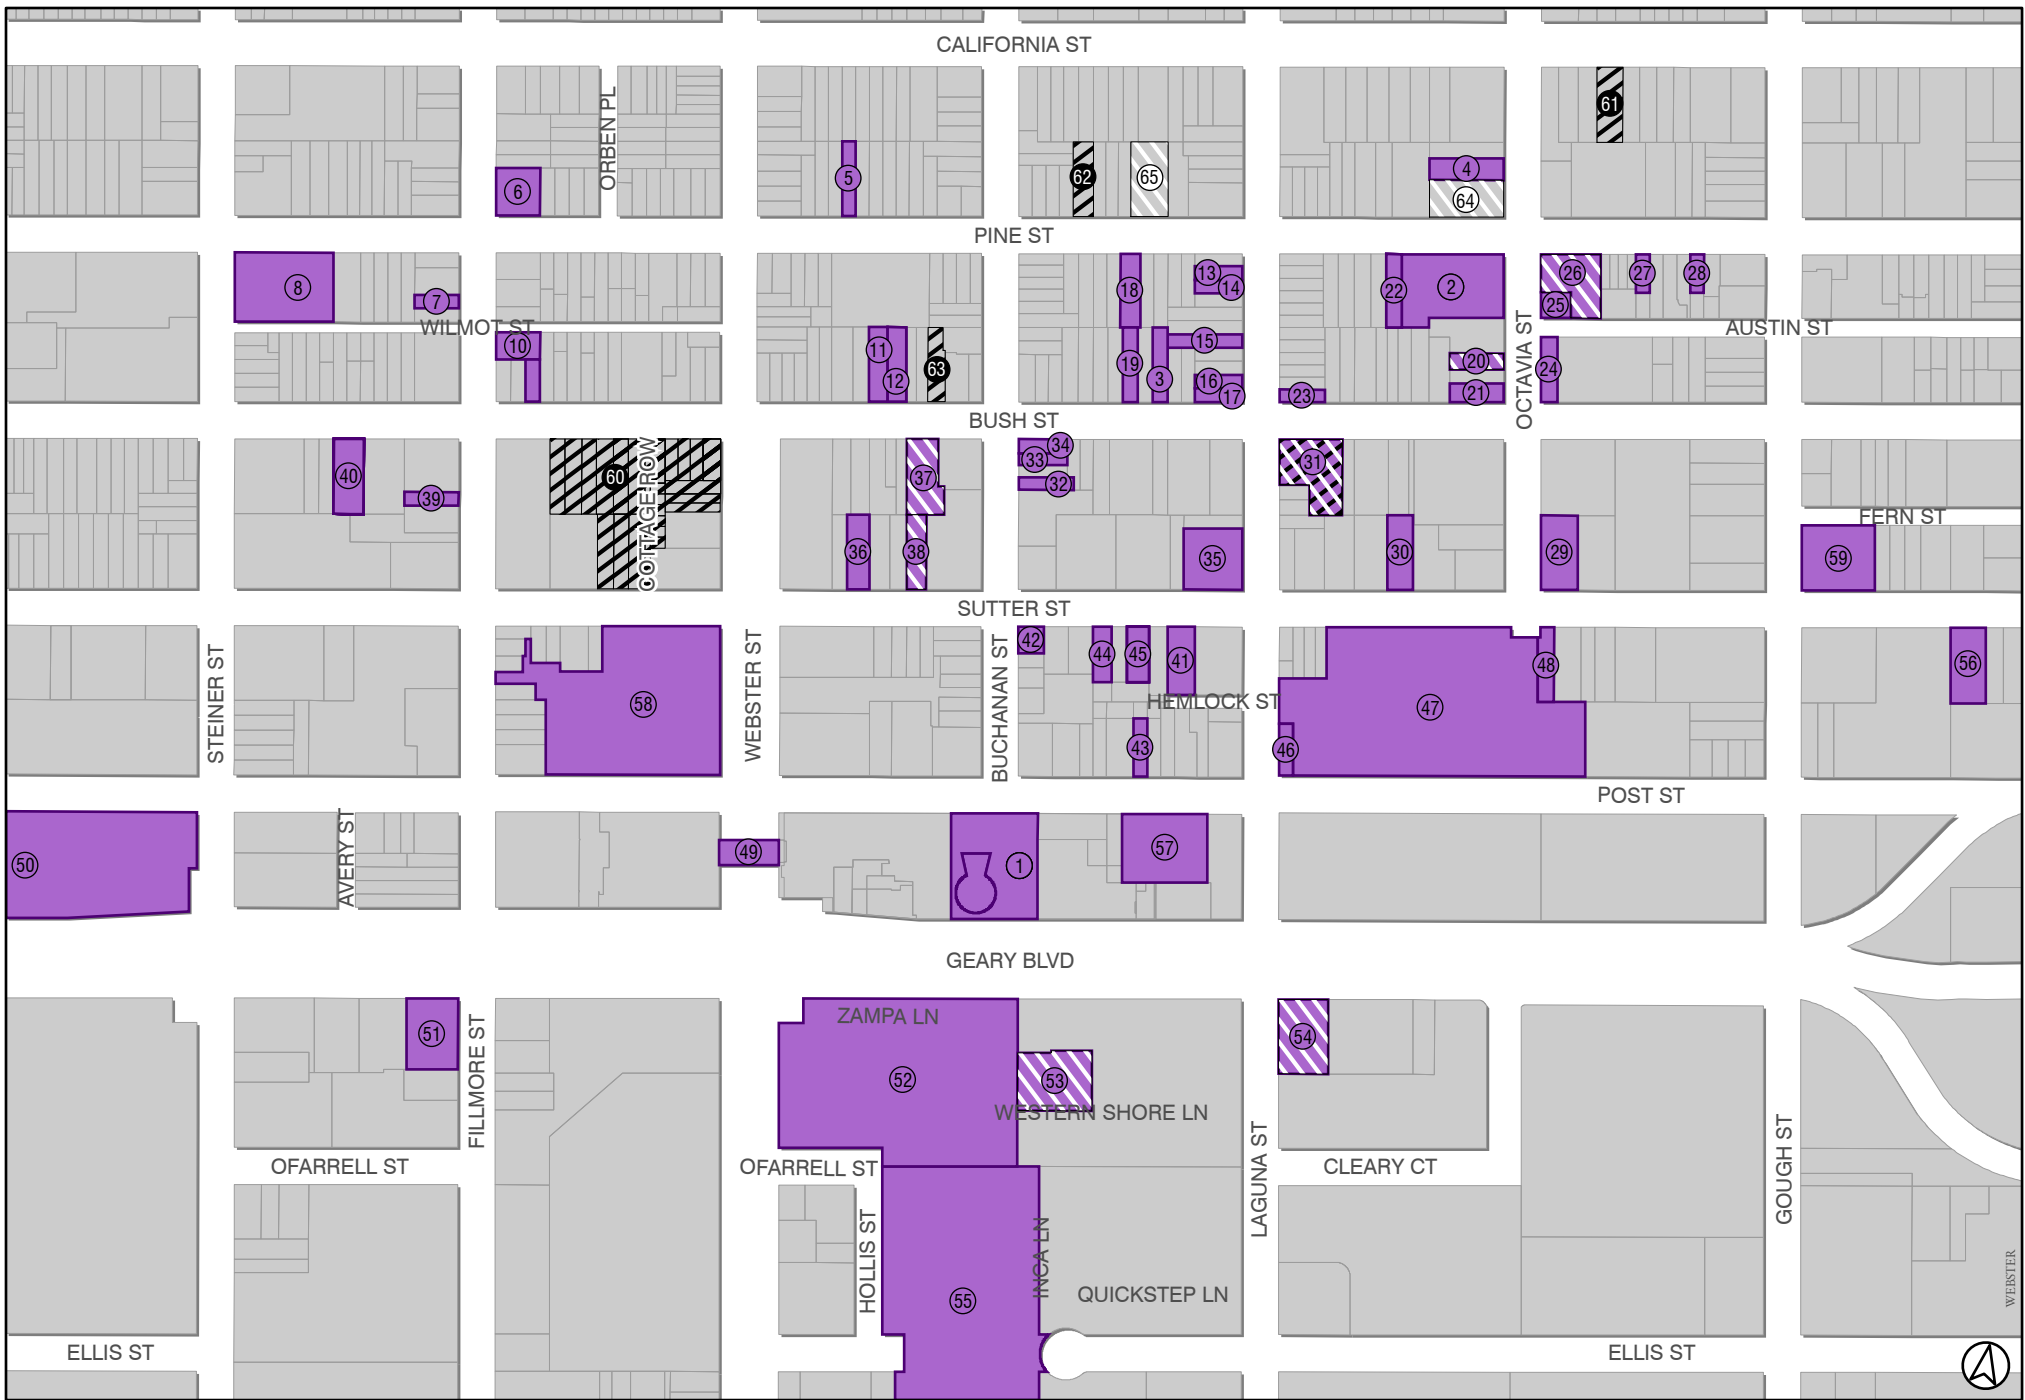 CALIFORNIA ST
ORBEN PL
61
62
65
4
64
5
6
PINE ST
8
7
WILMOT ST
10
11
12
63
18
13
14
15
19
3
16
17
22
2
20
21
23
OCTAVIA ST
26
25
27
28
24
AUSTIN ST
BUSH ST
40
39
60
COTTAGE ROW
37
36
38
34
33
32
35
31
30
29
FERN ST
59
SUTTER ST
STEINER ST
58
WEBSTER ST
BUCHANAN ST
42
44
45
41
HEMLOCK ST
43
46
47
48
56
POST ST
50
AVERY ST
49
1
57
GEARY BLVD
51
FILLMORE ST
ZAMPA LN
52
53
WESTERN SHORE LN
54
OFARRELL ST
OFARRELL ST
LAGUNA ST
CLEARY CT
GOUGH ST
HOLLIS ST
55
INCA LN
QUICKSTEP LN
WEBSTER
ELLIS ST
ELLIS ST